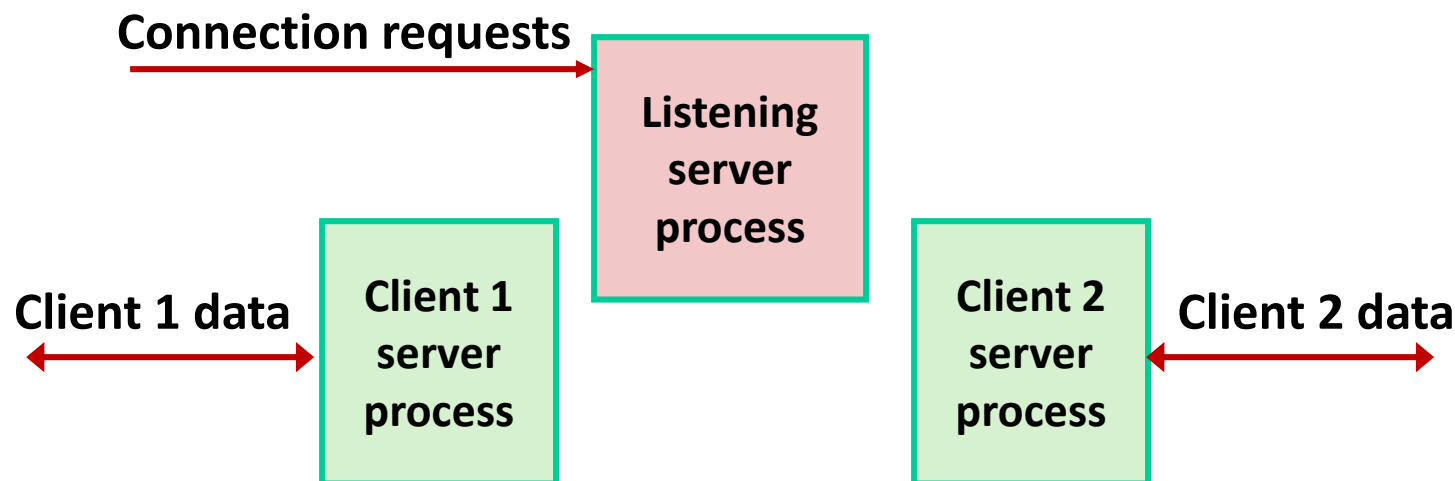 Connection requests
Listening
server
process
Client 1 data
Client 1
server
process
Client 2
server
process
Client 2 data